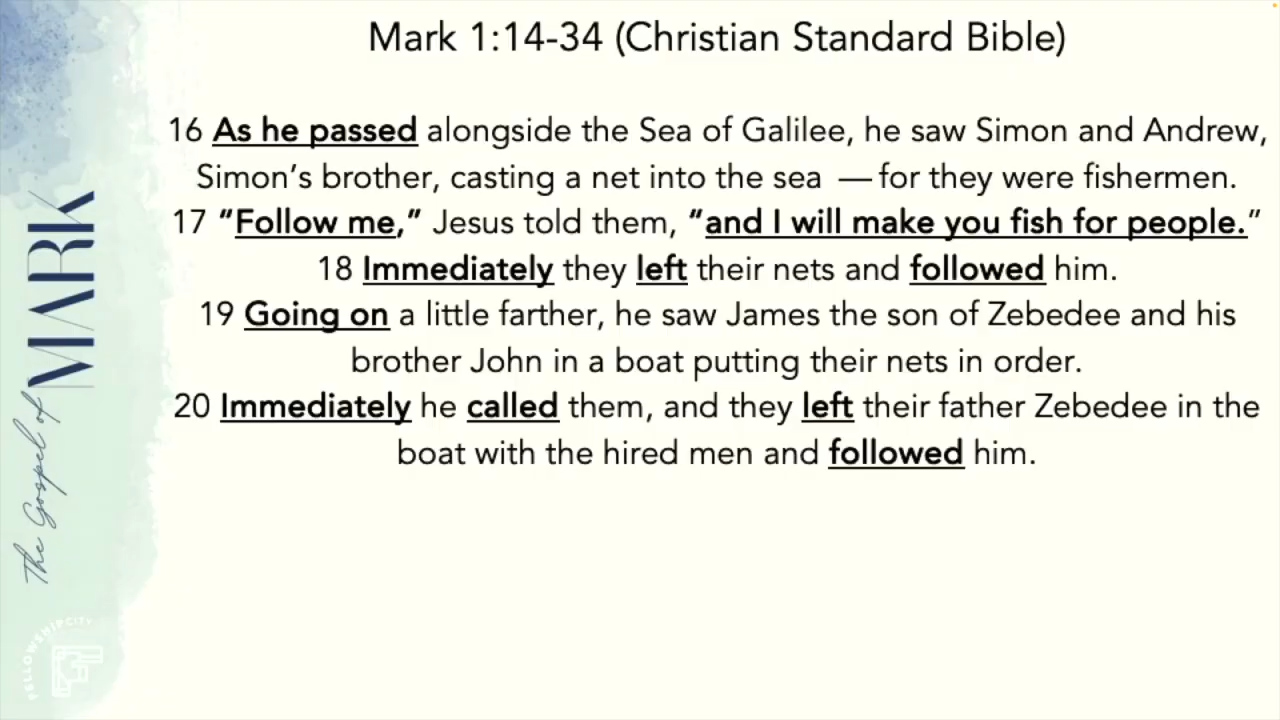 Mark 1:14-34 (Christian Standard Bible)
16 As he passed alongside the Sea of Galilee, he saw Simon and Andrew,
Simon’s brother, casting a net into the sea — for they were fishermen.
17 “Follow me,” Jesus told them, “and I will make you fish for people.”
18 Immediately they left their nets and followed him.
19 Going on a little farther, he saw James the son of Zebedee and his
brother John in a boat putting their nets in order.
20 Immediately he called them, and they left their father Zebedee in the
boat with the hired men and followed him.
The Gospel of
MARK
FELLOWSHIPCITY